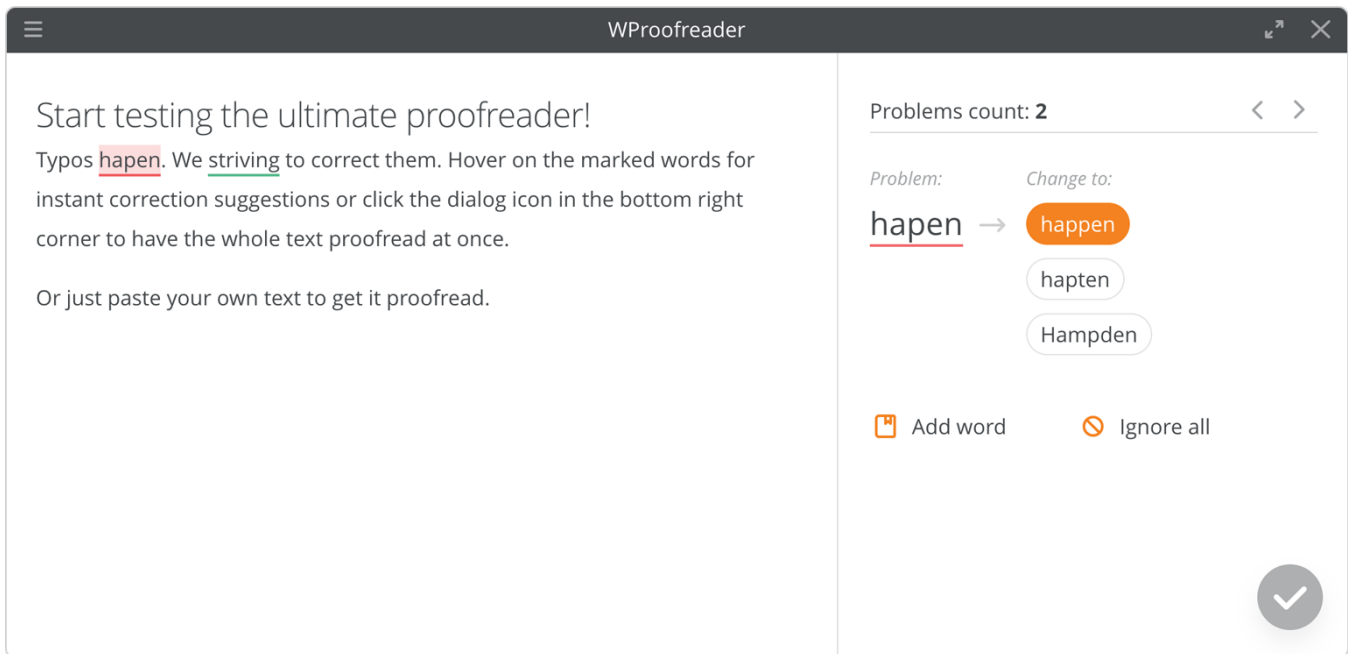 WProofreader
Start testing the ultimate proofreader!
Typos hapen. We striving to correct them. Hover on the marked words for
instant correction suggestions or click the dialog icon in the bottom right
corner to have the whole text proofread at once.
Or just paste your own text to get it proofread.
Problems count: 2
Problem: Change to:
hapen → happen
hapten
Hampden
Add word Ignore all